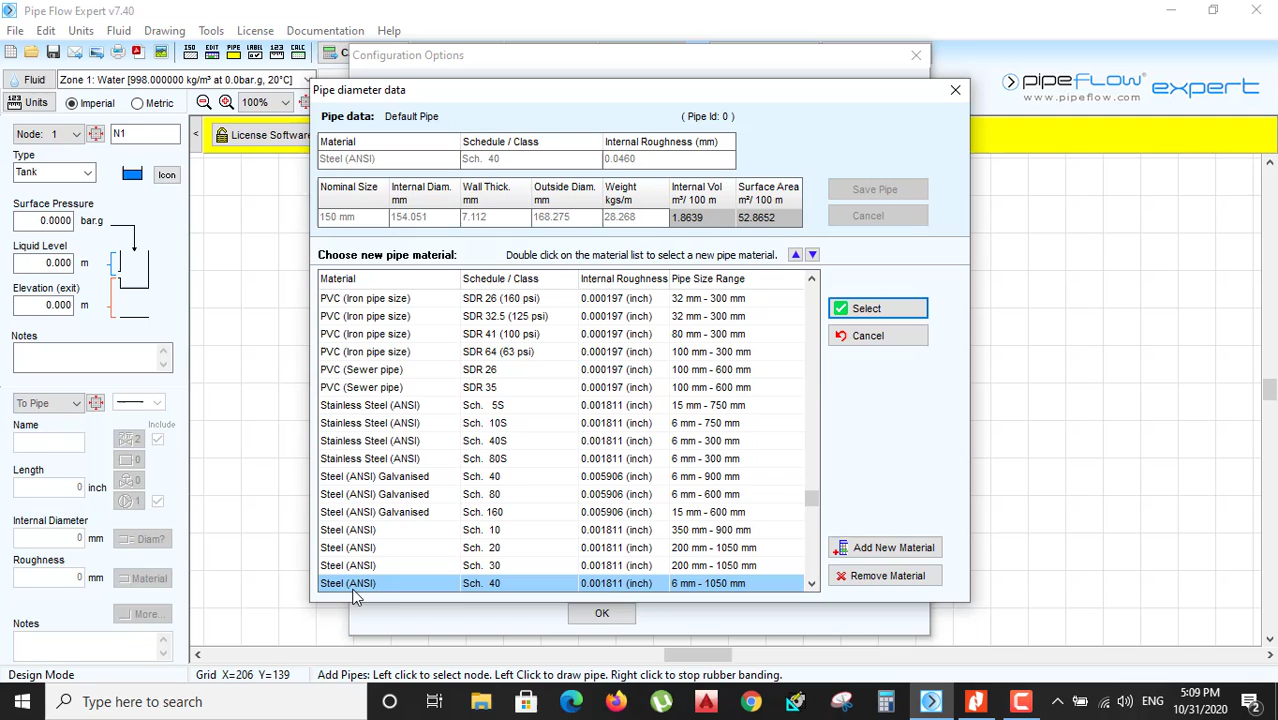 Pipe Flow Expert v7.40
File Edit Units Fluid Drawing Tools License Documentation Help
ISO EDIT PIPE LABEL 123 CALC
Configuration Options
Fluid Zone 1: Water [998.000000 kg/m³ at 0.0bar.g, 20°C]
123 Units Imperial Metric 100%
pipeFLOW expert
www.pipeflow.com
Node: 1 N1
License Software
Type
Tank Icon
Surface Pressure
0.0000 bar.g
Liquid Level
0.000 m
Elevation (exit)
0.000 m
Notes
To Pipe
Name Include
Length
0 inch
Internal Diameter
0 mm Diam?
Roughness
0 mm Material
More...
Notes
Pipe diameter data
Pipe data: Default Pipe ( Pipe Id: 0 )
Material Schedule / Class Internal Roughness (mm)
Steel (ANSI) Sch. 40 0.0460
Nominal Size Internal Diam. mm Wall Thick. mm Outside Diam. mm Weight kgs/m Internal Vol m³/ 100 m Surface Area m²/ 100 m
150 mm 154.051 7.112 168.275 28.268 1.8639 52.8652
Save Pipe
Cancel
Choose new pipe material: Double click on the material list to select a new pipe material.
Material Schedule / Class Internal Roughness Pipe Size Range
PVC (Iron pipe size) SDR 26 (160 psi) 0.000197 (inch) 32 mm - 300 mm
PVC (Iron pipe size) SDR 32.5 (125 psi) 0.000197 (inch) 32 mm - 300 mm
PVC (Iron pipe size) SDR 41 (100 psi) 0.000197 (inch) 80 mm - 300 mm
PVC (Iron pipe size) SDR 64 (63 psi) 0.000197 (inch) 100 mm - 300 mm
PVC (Sewer pipe) SDR 26 0.000197 (inch) 100 mm - 600 mm
PVC (Sewer pipe) SDR 35 0.000197 (inch) 100 mm - 600 mm
Stainless Steel (ANSI) Sch. 5S 0.001811 (inch) 15 mm - 750 mm
Stainless Steel (ANSI) Sch. 10S 0.001811 (inch) 6 mm - 750 mm
Stainless Steel (ANSI) Sch. 40S 0.001811 (inch) 6 mm - 300 mm
Stainless Steel (ANSI) Sch. 80S 0.001811 (inch) 6 mm - 300 mm
Steel (ANSI) Galvanised Sch. 40 0.005906 (inch) 6 mm - 900 mm
Steel (ANSI) Galvanised Sch. 80 0.005906 (inch) 6 mm - 600 mm
Steel (ANSI) Galvanised Sch. 160 0.005906 (inch) 15 mm - 600 mm
Steel (ANSI) Sch. 10 0.001811 (inch) 350 mm - 900 mm
Steel (ANSI) Sch. 20 0.001811 (inch) 200 mm - 1050 mm
Steel (ANSI) Sch. 30 0.001811 (inch) 200 mm - 1050 mm
Steel (ANSI) Sch. 40 0.001811 (inch) 6 mm - 1050 mm
Select
Cancel
Add New Material
Remove Material
OK
Design Mode Grid X=206 Y=139 Add Pipes: Left click to select node. Left Click to draw pipe. Right click to stop rubber banding.
Type here to search
ENG
5:09 PM
10/31/2020
2